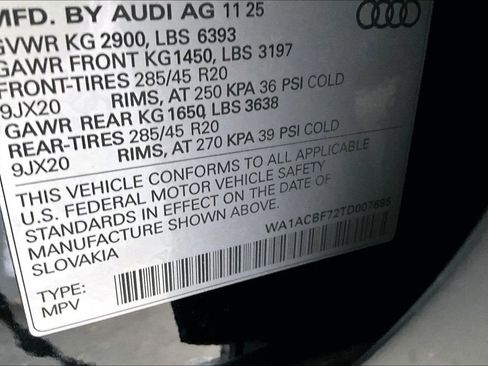 MFD. BY AUDI AG 11 25
GVWR KG 2900, LBS 6393
GAWR FRONT KG1450, LBS 3197
FRONT-TIRES 285/45 R20
9JX20 RIMS, AT 250 KPA 36 PSI COLD
GAWR REAR KG 1650, LBS 3638
REAR-TIRES 285/45 R20
9JX20 RIMS, AT 270 KPA 39 PSI COLD
THIS VEHICLE CONFORMS TO ALL APPLICABLE
U.S. FEDERAL MOTOR VEHICLE SAFETY
STANDARDS IN EFFECT ON THE DATE OF
MANUFACTURE SHOWN ABOVE.
SLOVAKIA
WA1ACBF72TD007695
TYPE:
MPV